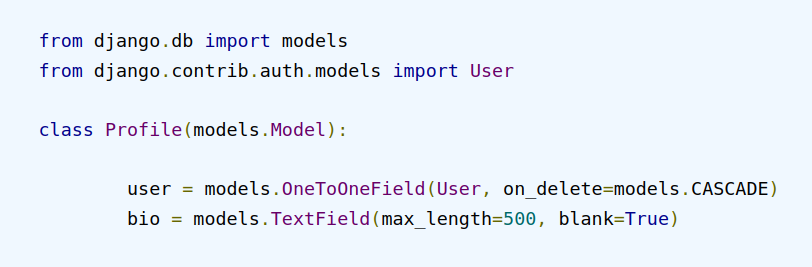 from django.db import models
from django.contrib.auth.models import User
class Profile(models.Model):
user = models.OneToOneField(User, on_delete=models.CASCADE)
bio = models.TextField(max_length=500, blank=True)